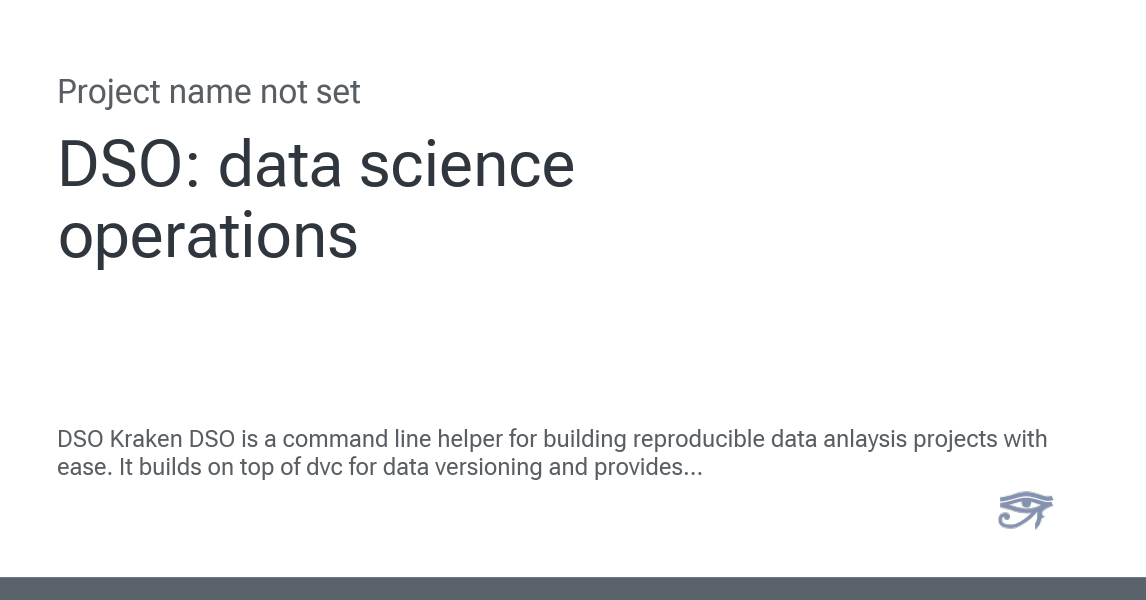 Project name not set
DSO: data science
operations
DSO Kraken DSO is a command line helper for building reproducible data anlaysis projects with
ease. It builds on top of dvc for data versioning and provides...